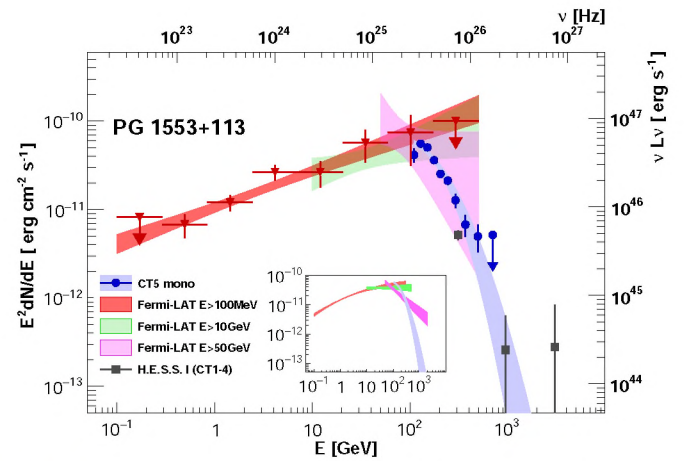 10^23 10^24 10^25 10^26 10^27 ν [Hz]
PG 1553+113
10^-10
10^-11
10^-12
10^-13
E^2dN/dE [ erg cm^-2 s^-1 ]
10^47
10^46
10^45
10^44
ν Lν [ erg s^-1 ]
CT5 mono
Fermi-LAT E>100MeV
Fermi-LAT E>10GeV
Fermi-LAT E>50GeV
H.E.S.S. I (CT1-4)
10^-10
10^-11
10^-12
10^-13
10^-1 1 10 10^2 10^3
10^-1 1 10 10^2 10^3
E [GeV]